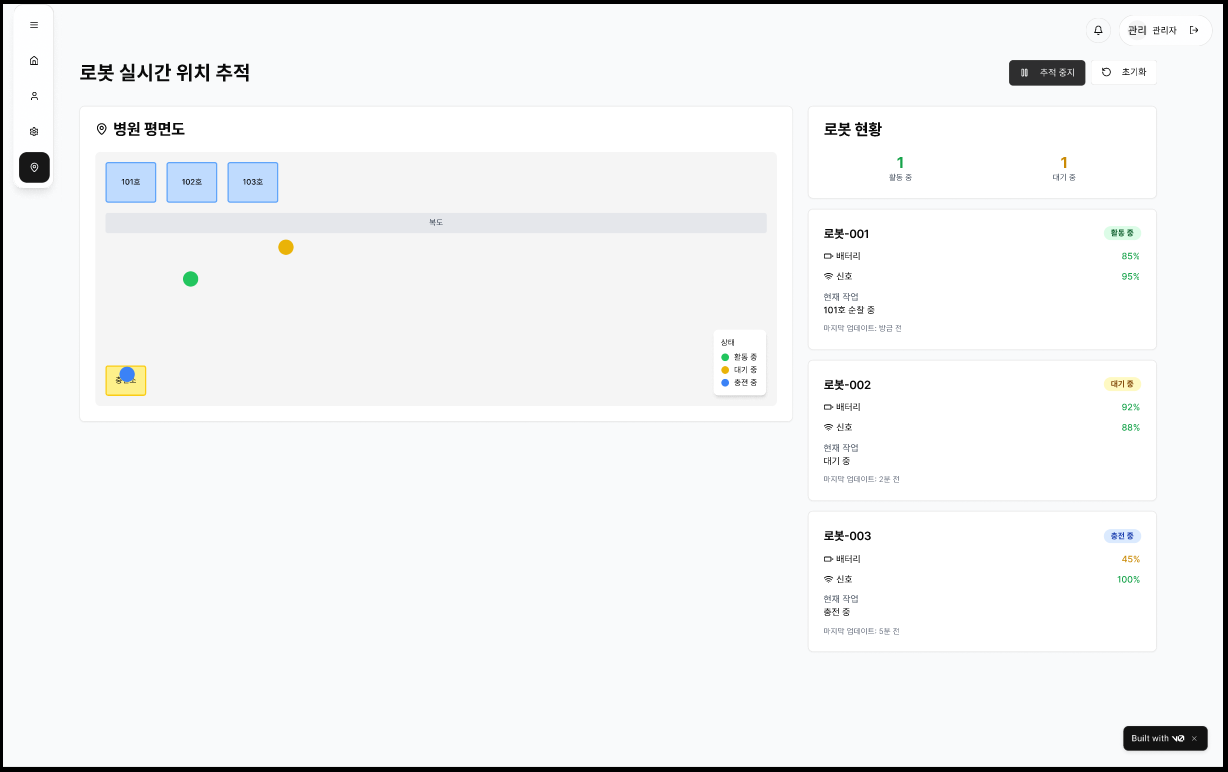 관리 관리자
로봇 실시간 위치 추적
추적 중지 초기화
병원 평면도
101호 102호 103호
복도
상태
활동 중
대기 중
충전 중
로봇 현황
1 1
활동 중 대기 중
로봇-001 활동 중
배터리 85%
신호 95%
현재 작업
101호 순찰 중
마지막 업데이트: 방금 전
로봇-002 대기 중
배터리 92%
신호 88%
현재 작업
대기 중
마지막 업데이트: 2분 전
로봇-003 충전 중
배터리 45%
신호 100%
현재 작업
충전 중
마지막 업데이트: 5분 전
Built with v0